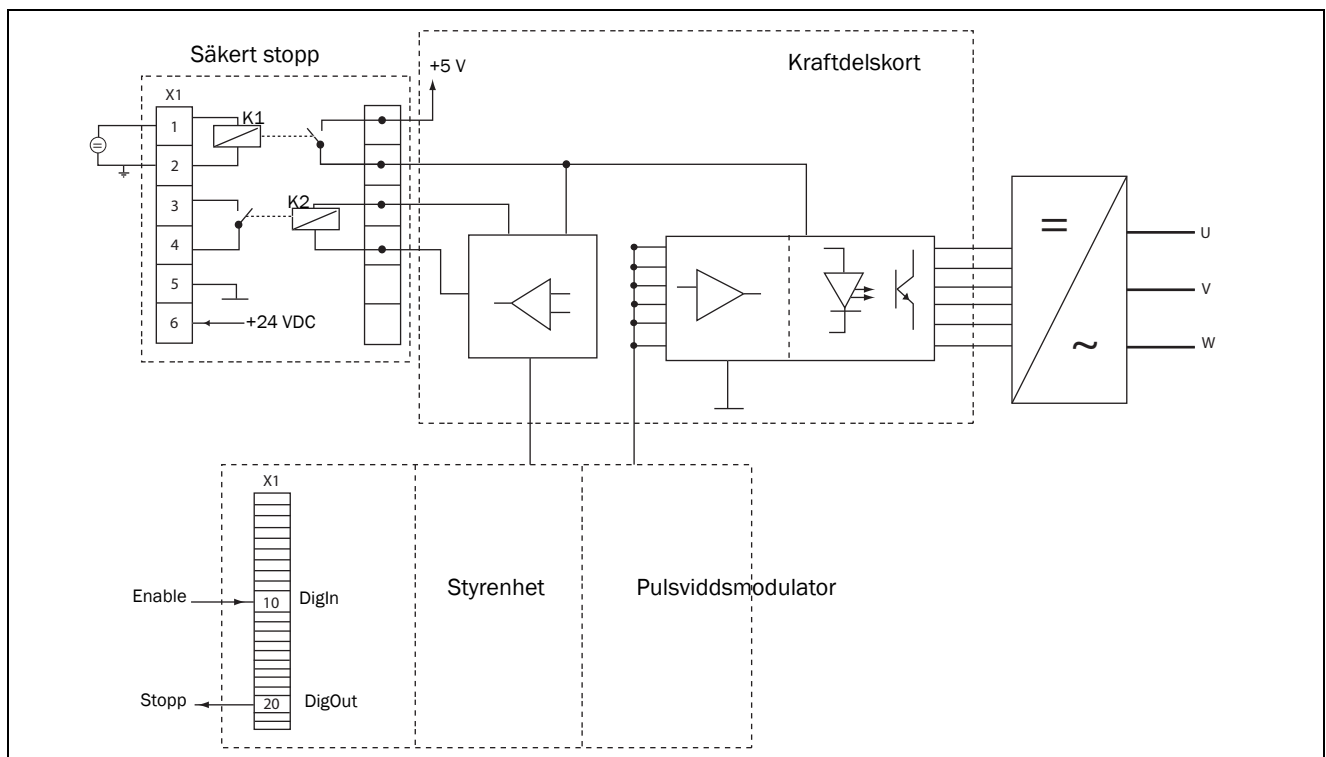 Säkert stopp
Kraftdelskort
+5 V
X1
K1
1
2
K2
3
4
5
6
+24 VDC
=
~
U
V
W
X1
Enable
10
DigIn
Styrenhet
Pulsviddsmodulator
Stopp
20
DigOut